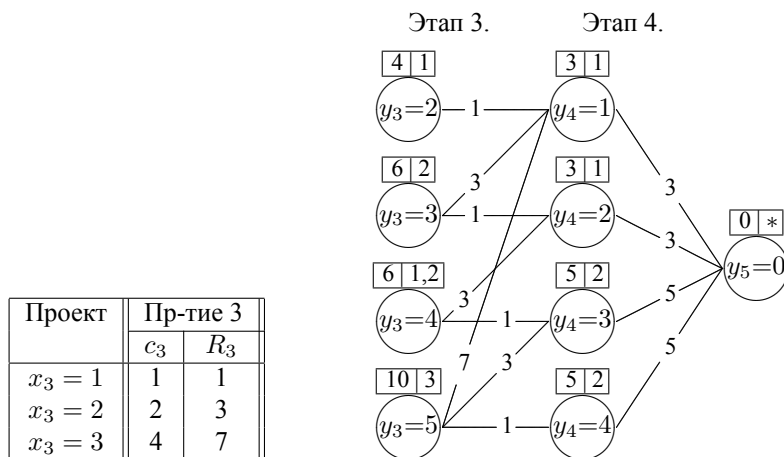 Этап 3. Этап 4.
4 1 3 1
y₃=2 1 y₄=1
3
6 2 3 1
3
y₃=3 1 y₄=2 3 0 *
y₅=0
6 1,2 3 5 2 5
Проект Пр-тие 3 y₃=4 1 y₄=3
c₃ R₃ 7 3 5
x₃ = 1 1 1 10 3 5 2
x₃ = 2 2 3 y₃=5 1 y₄=4
x₃ = 3 4 7